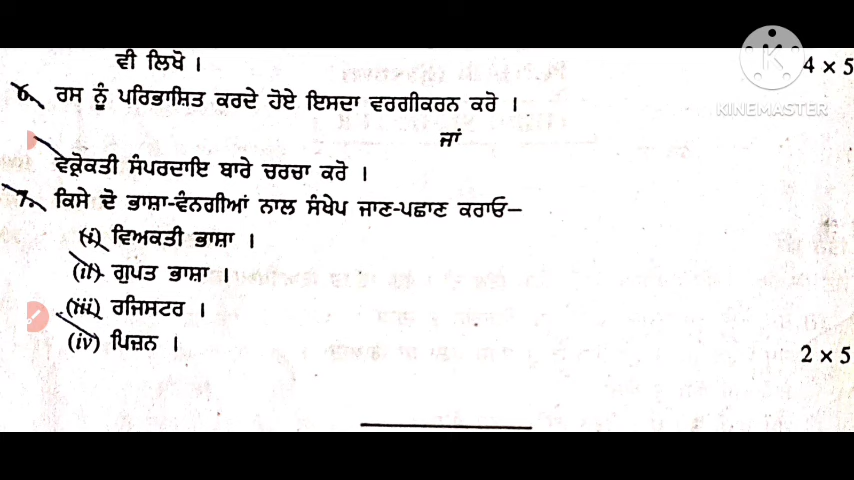 KINEMASTER
ਵੀ ਲਿਖੋ ।
4 × 5
6. ਰਸ ਨੂੰ ਪਰਿਭਾਸ਼ਿਤ ਕਰਦੇ ਹੋਏ ਇਸਦਾ ਵਰਗੀਕਰਨ ਕਰੋ ।
ਜਾਂ
ਵਕ੍ਰੋਕਤੀ ਸੰਪਰਦਾਇ ਬਾਰੇ ਚਰਚਾ ਕਰੋ ।
7. ਕਿਸੇ ਦੋ ਭਾਸ਼ਾ-ਵੰਨਗੀਆਂ ਨਾਲ ਸੰਖੇਪ ਜਾਣ-ਪਛਾਣ ਕਰਾਓ–
(i) ਵਿਅਕਤੀ ਭਾਸ਼ਾ ।
(ii) ਗੁਪਤ ਭਾਸ਼ਾ ।
(iii) ਰਜਿਸਟਰ ।
(iv) ਪਿਜ਼ਨ ।
2 × 5